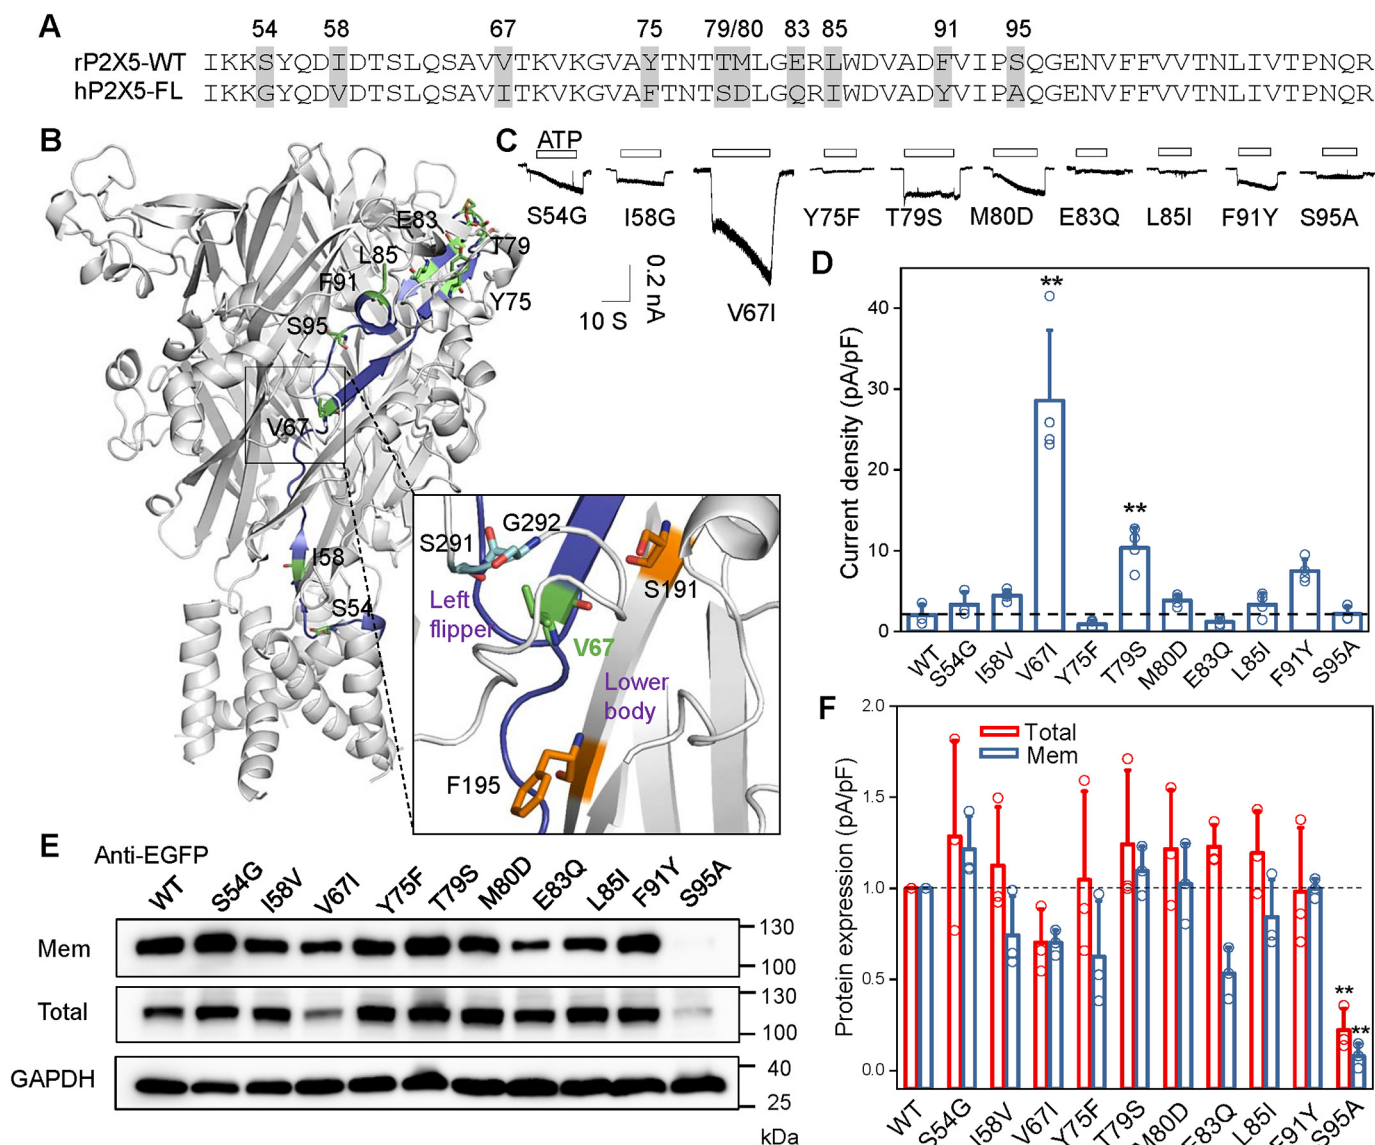 A
54 58 67 75 79/80 83 85 91 95
rP2X5-WT IKKSYQDIDTSLQSAVVTKVKGVAYTNTTMLGERLWDVADFVIPSQGENVFFVVTNLIVTPNQR
hP2X5-FL IKKGYQDVDTSLQSAVITKVKGVAFTNTSDLGQRIWDVADYVIPAQGENVFFVVTNLIVTPNQR
B
E83
T79
L85
F91
Y75
S95
V67
I58
S54
G292
S291
S191
Left
flipper
V67
Lower
body
F195
C
ATP
S54G I58G V67I Y75F T79S M80D E83Q L85I F91Y S95A
0.2 nA
10 S
D
Current density (pA/pF)
40
30
20
10
0
**
**
WT S54G I58V V67I Y75F T79S M80D E83Q L85I F91Y S95A
E
Anti-EGFP
WT S54G I58V V67I Y75F T79S M80D E83Q L85I F91Y S95A
Mem
130
100
Total
130
100
GAPDH
40
25
kDa
F
Protein expression (pA/pF)
2.0
1.5
1.0
0.5
0.0
Total
Mem
**
**
WT S54G I58V V67I Y75F T79S M80D E83Q L85I F91Y S95A